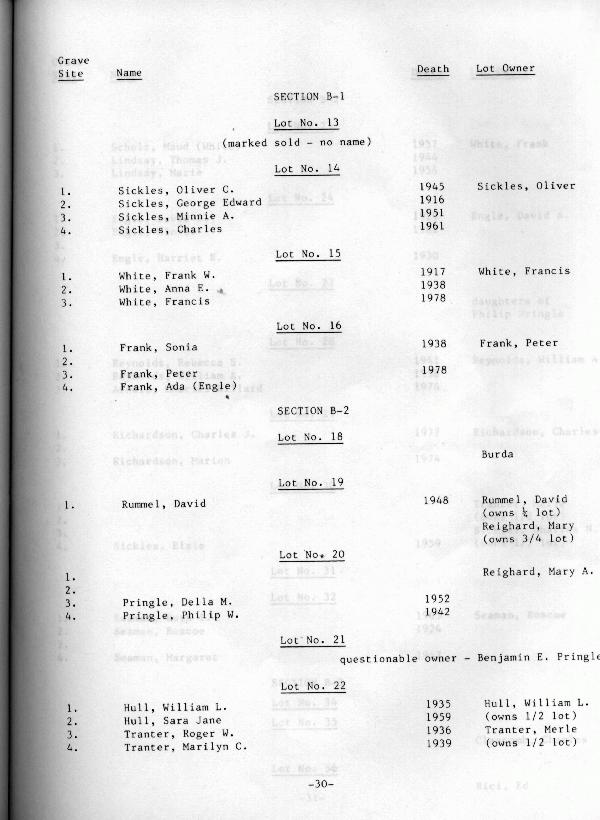 Grave
Site Name Death Lot Owner
SECTION B-1
Lot No. 13
(marked sold - no name)
Lot No. 14
1. Sickles, Oliver C. 1945 Sickles, Oliver
2. Sickles, George Edward 1916
3. Sickles, Minnie A. 1951
4. Sickles, Charles 1961
Lot No. 15
1. White, Frank W. 1917 White, Francis
2. White, Anna E. 1938
3. White, Francis 1978
Lot No. 16
1. Frank, Sonia 1938 Frank, Peter
2.
3. Frank, Peter 1978
4. Frank, Ada (Engle)
SECTION B-2
Lot No. 18
Burda
Lot No. 19
1. Rummel, David 1948 Rummel, David
(owns ¼ lot)
Reighard, Mary
(owns 3/4 lot)
Lot No. 20
1. Reighard, Mary A.
2.
3. Pringle, Della M. 1952
4. Pringle, Philip W. 1942
Lot No. 21
questionable owner - Benjamin E. Pringle
Lot No. 22
1. Hull, William L. 1935 Hull, William L.
2. Hull, Sara Jane 1959 (owns 1/2 lot)
3. Tranter, Roger W. 1936 Tranter, Merle
4. Tranter, Marilyn C. 1939 (owns 1/2 lot)
-30-